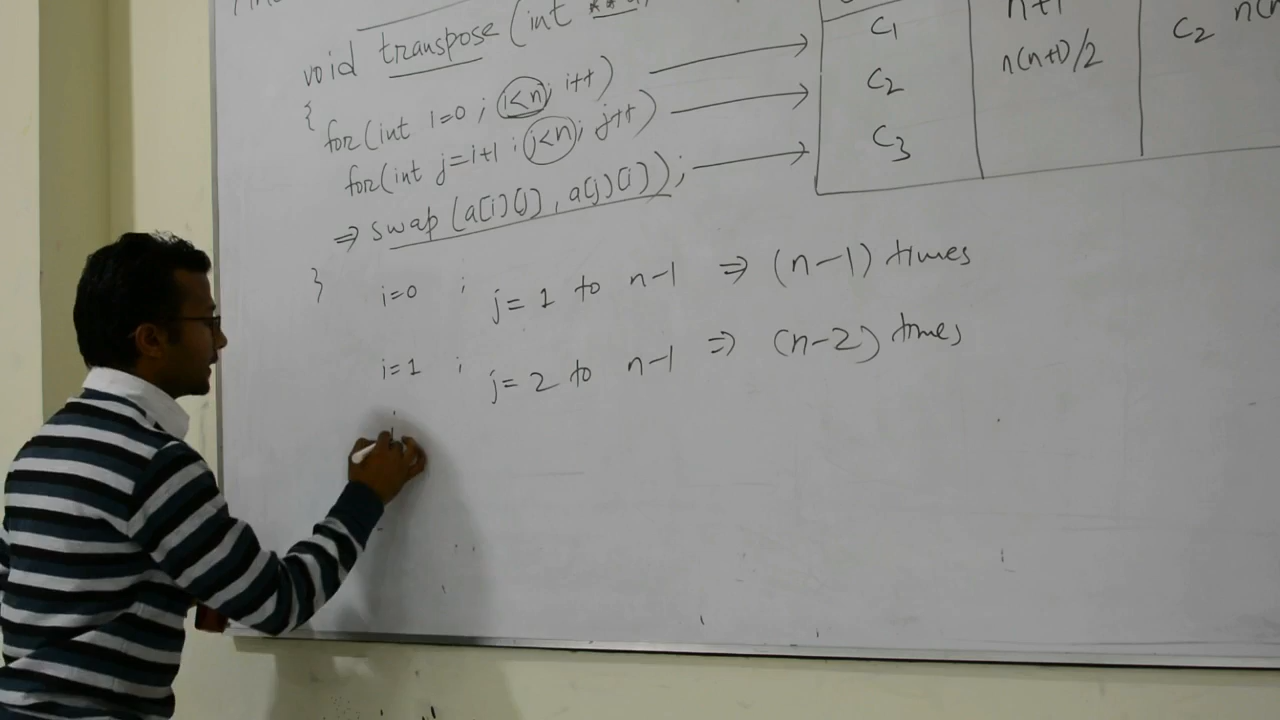 void transpose (int **
{
for(int i=0 ; i<n ; i++)
for(int j=i+1 ; j<n ; j++)
⇒ swap (a[i][j] , a[j][i]);
}
C1 n+1
C2 n(n+1)/2 C2
C3
i=0 ; j= 1 to n-1 ⇒ (n-1) times
i=1 ; j= 2 to n-1 ⇒ (n-2) times